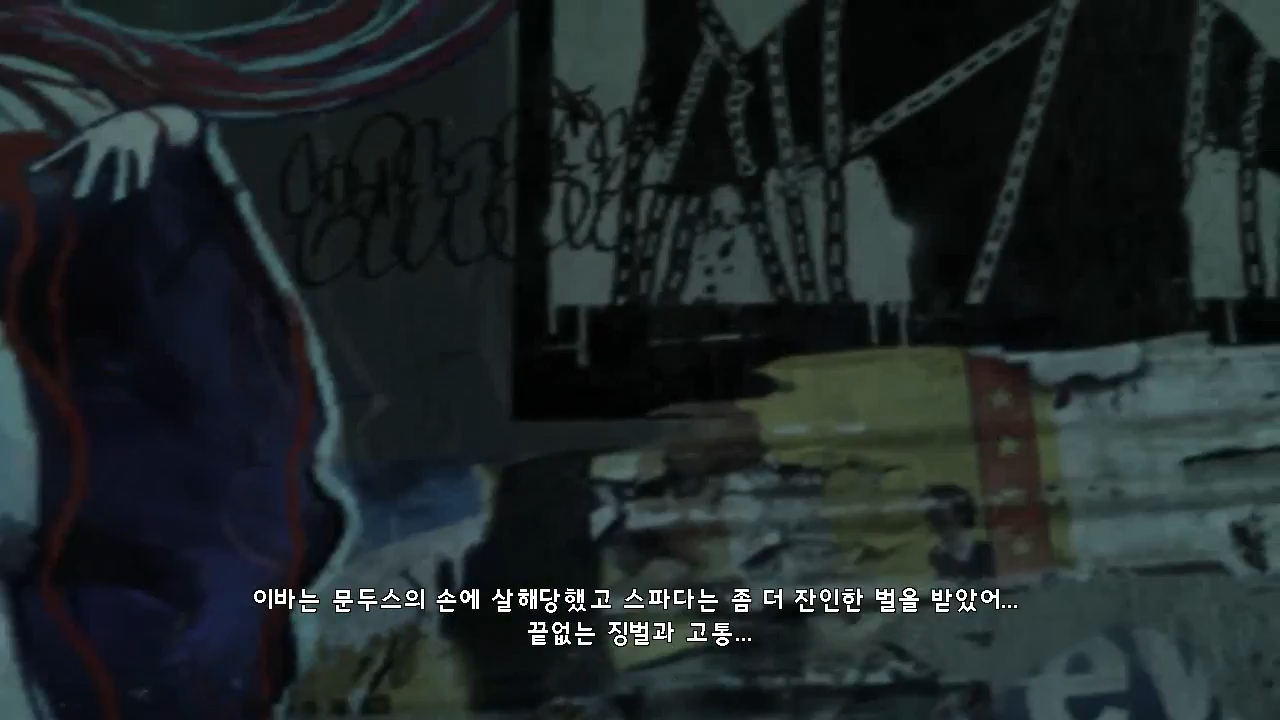 이바는 문두스의 손에 살해당했고 스파다는 좀 더 잔인한 벌을 받았어...
끝없는 징벌과 고통...
ev